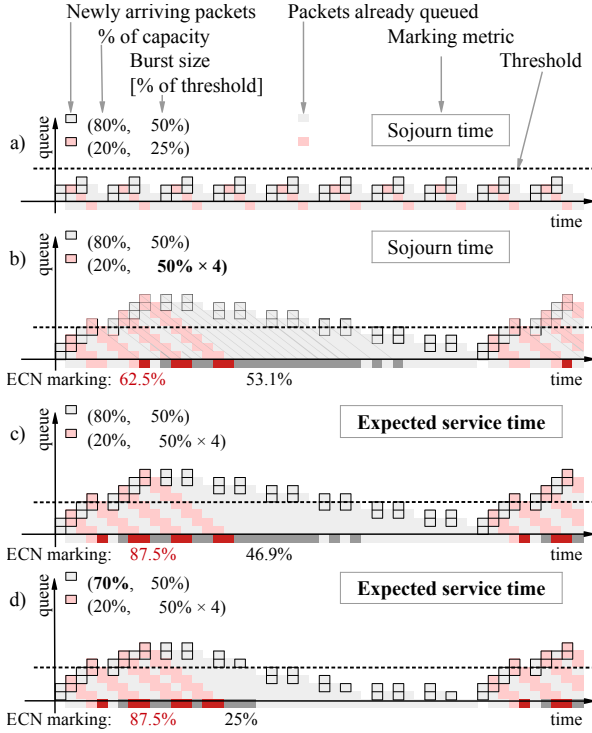 Newly arriving packets
Packets already queued
% of capacity
Marking metric
Burst size
[% of threshold]
Threshold
a)
queue
(80%, 50%)
(20%, 25%)
Sojourn time
time
b)
queue
(80%, 50%)
(20%, 50% × 4)
Sojourn time
ECN marking: 62.5% 53.1% time
c)
queue
(80%, 50%)
(20%, 50% × 4)
Expected service time
ECN marking: 87.5% 46.9% time
d)
queue
(70%, 50%)
(20%, 50% × 4)
Expected service time
ECN marking: 87.5% 25% time